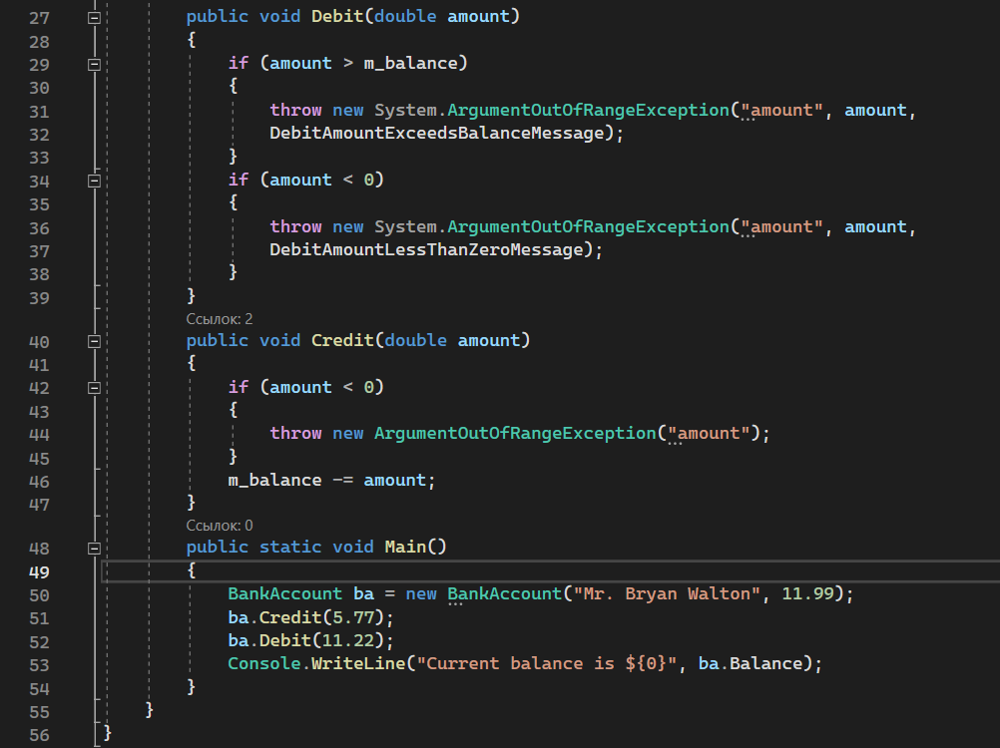 27 public void Debit(double amount)
28 {
29 if (amount > m_balance)
30 {
31 throw new System.ArgumentOutOfRangeException("amount", amount,
32 DebitAmountExceedsBalanceMessage);
33 }
34 if (amount < 0)
35 {
36 throw new System.ArgumentOutOfRangeException("amount", amount,
37 DebitAmountLessThanZeroMessage);
38 }
39 }
Ссылок: 2
40 public void Credit(double amount)
41 {
42 if (amount < 0)
43 {
44 throw new ArgumentOutOfRangeException("amount");
45 }
46 m_balance -= amount;
47 }
Ссылок: 0
48 public static void Main()
49 {
50 BankAccount ba = new BankAccount("Mr. Bryan Walton", 11.99);
51 ba.Credit(5.77);
52 ba.Debit(11.22);
53 Console.WriteLine("Current balance is ${0}", ba.Balance);
54 }
55 }
56 }